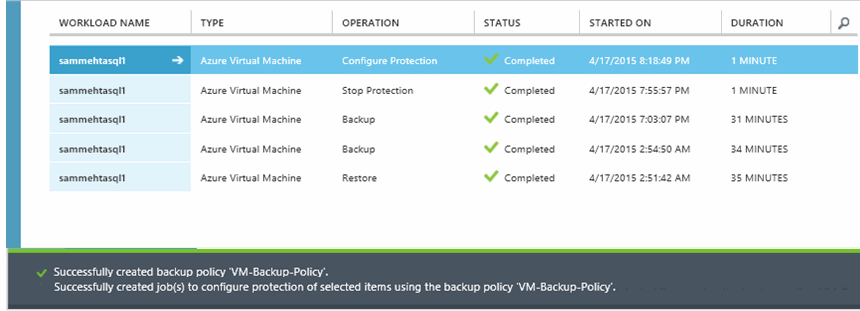 WORKLOAD NAME TYPE OPERATION STATUS STARTED ON DURATION
sammehtasql1 Azure Virtual Machine Configure Protection Completed 4/17/2015 8:18:49 PM 1 MINUTE
sammehtasql1 Azure Virtual Machine Stop Protection Completed 4/17/2015 7:55:57 PM 1 MINUTE
sammehtasql1 Azure Virtual Machine Backup Completed 4/17/2015 7:03:07 PM 31 MINUTES
sammehtasql1 Azure Virtual Machine Backup Completed 4/17/2015 2:54:50 AM 34 MINUTES
sammehtasql1 Azure Virtual Machine Restore Completed 4/17/2015 2:51:42 AM 35 MINUTES
Successfully created backup policy 'VM-Backup-Policy'.
Successfully created job(s) to configure protection of selected items using the backup policy 'VM-Backup-Policy'.